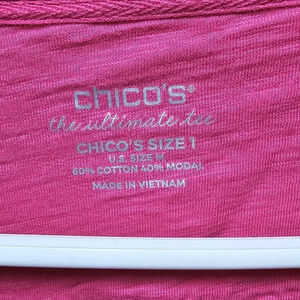 chico's®
the ultimate tee
CHICO'S SIZE 1
U.S. SIZE M
60% COTTON 40% MODAL
MADE IN VIETNAM